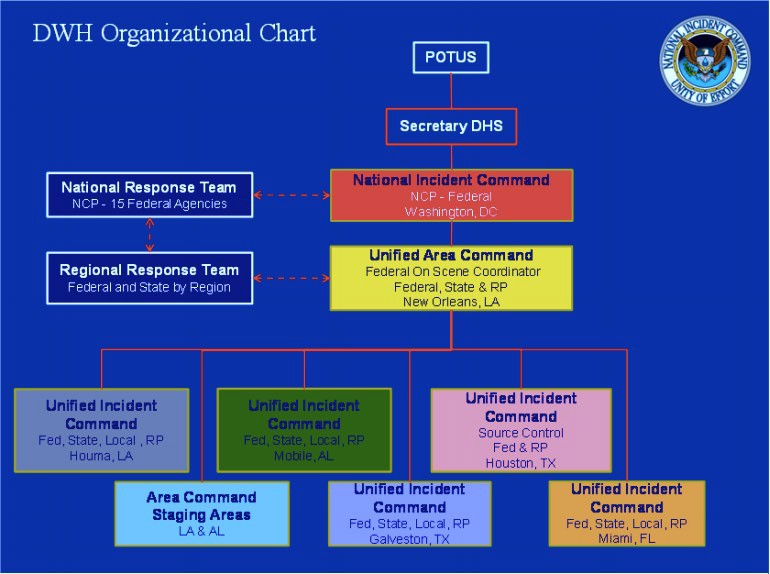 DWH Organizational Chart
NATIONAL INCIDENT COMMAND
UNITY OF EFFORT
POTUS
Secretary DHS
National Response Team
NCP - 15 Federal Agencies
National Incident Command
NCP - Federal
Washington, DC
Regional Response Team
Federal and State by Region
Unified Area Command
Federal On Scene Coordinator
Federal, State & RP
New Orleans, LA
Unified Incident
Command
Fed, State, Local , RP
Houma, LA
Unified Incident
Command
Fed, State, Local, RP
Mobile, AL
Unified Incident
Command
Source Control
Fed & RP
Houston, TX
Area Command
Staging Areas
LA & AL
Unified Incident
Command
Fed, State, Local, RP
Galveston, TX
Unified Incident
Command
Fed, State, Local, RP
Miami, FL